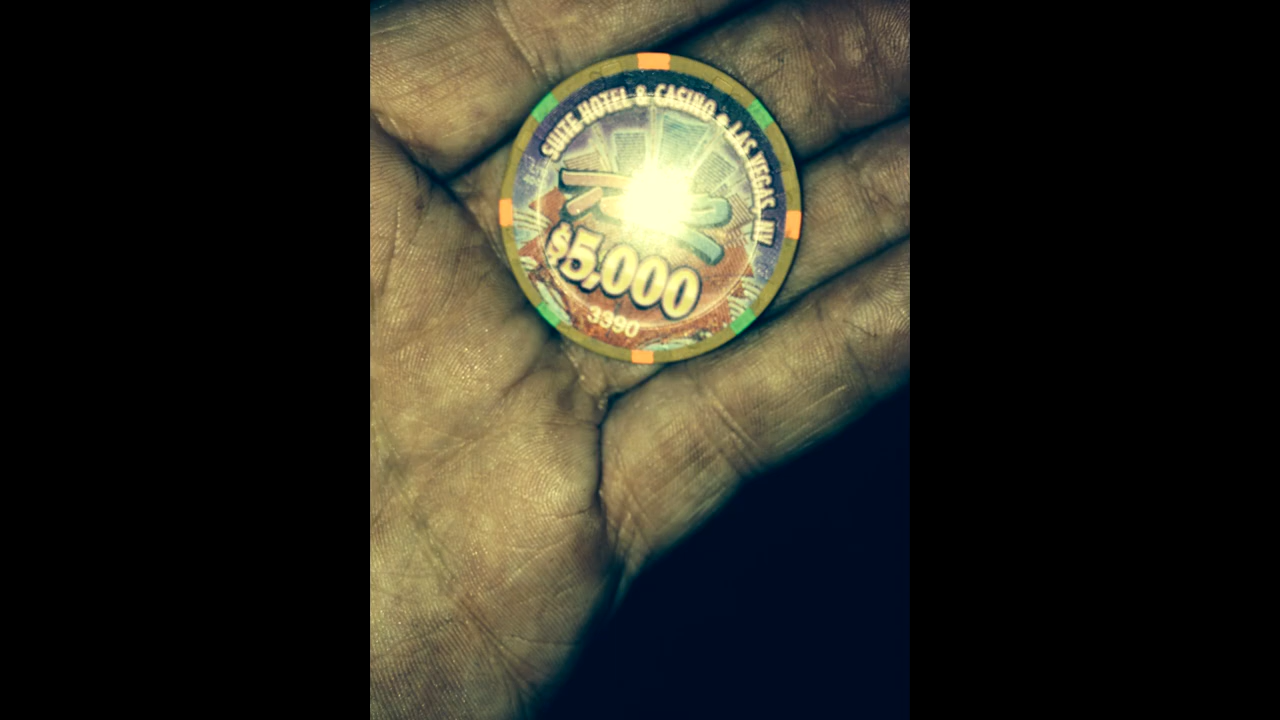 SUITE HOTEL & CASINO ♦ LAS VEGAS, NV
$5,000
3390